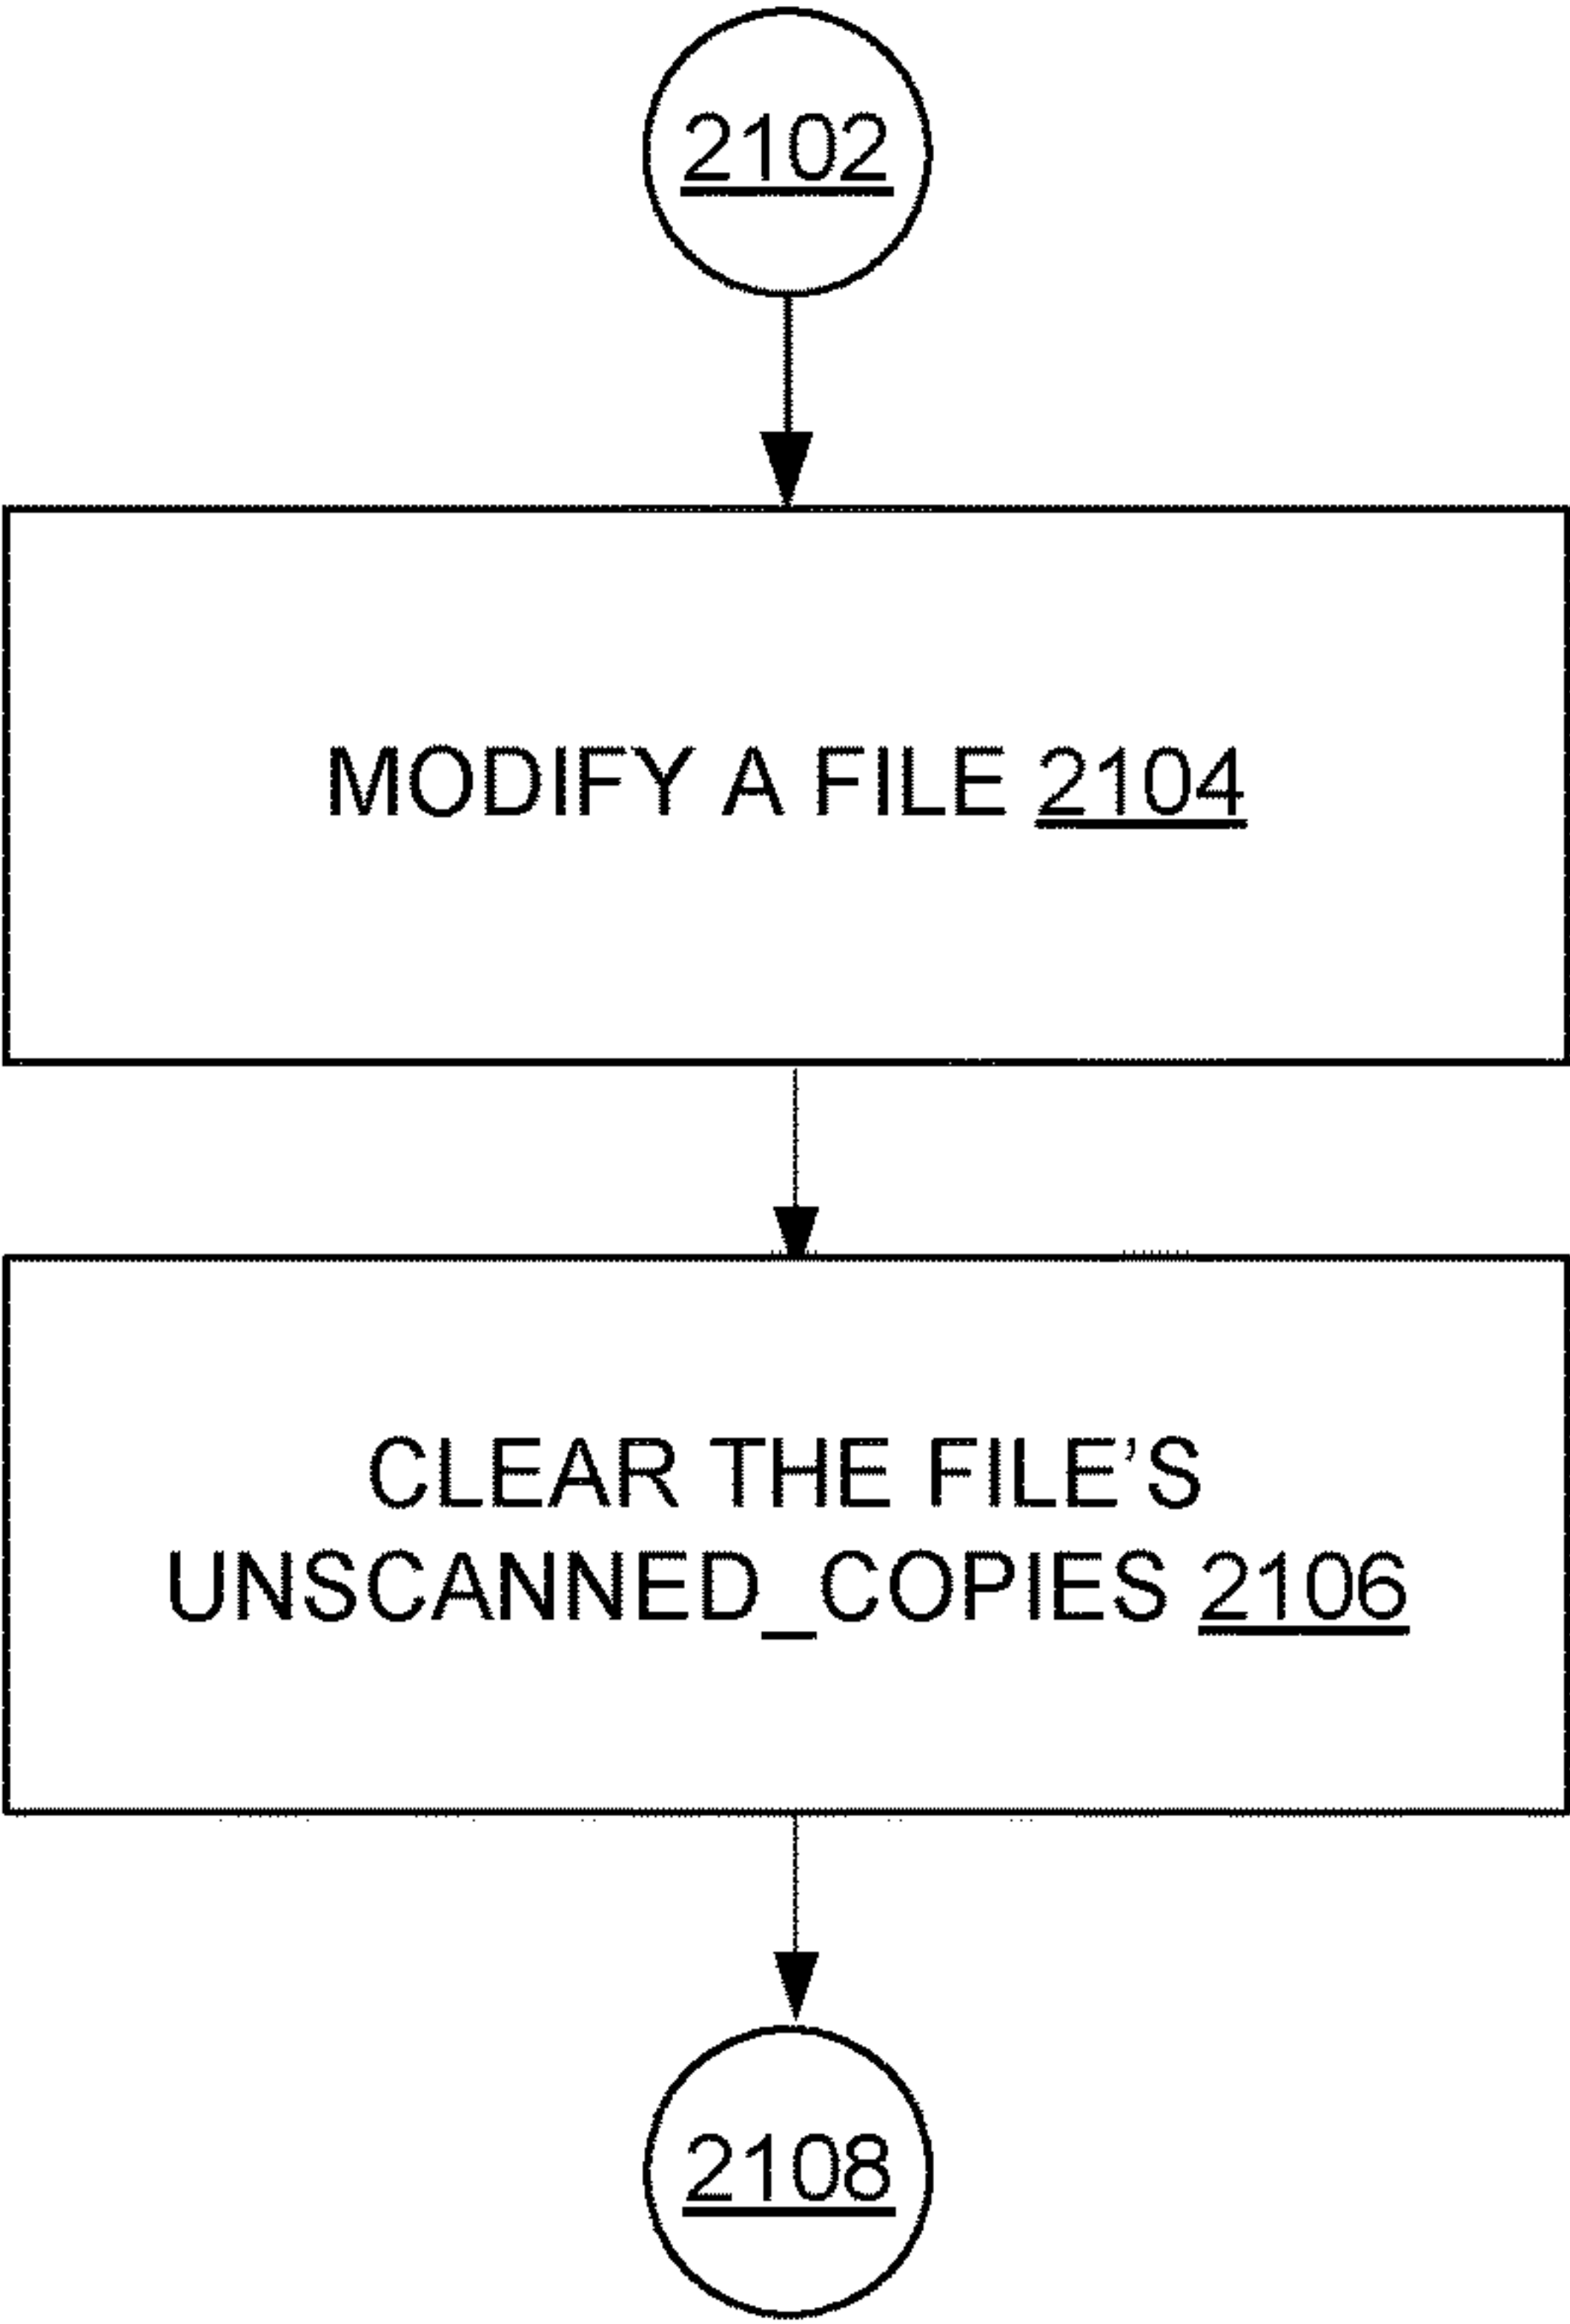 2102
MODIFY A FILE 2104
CLEAR THE FILE’S
UNSCANNED_COPIES 2106
2108